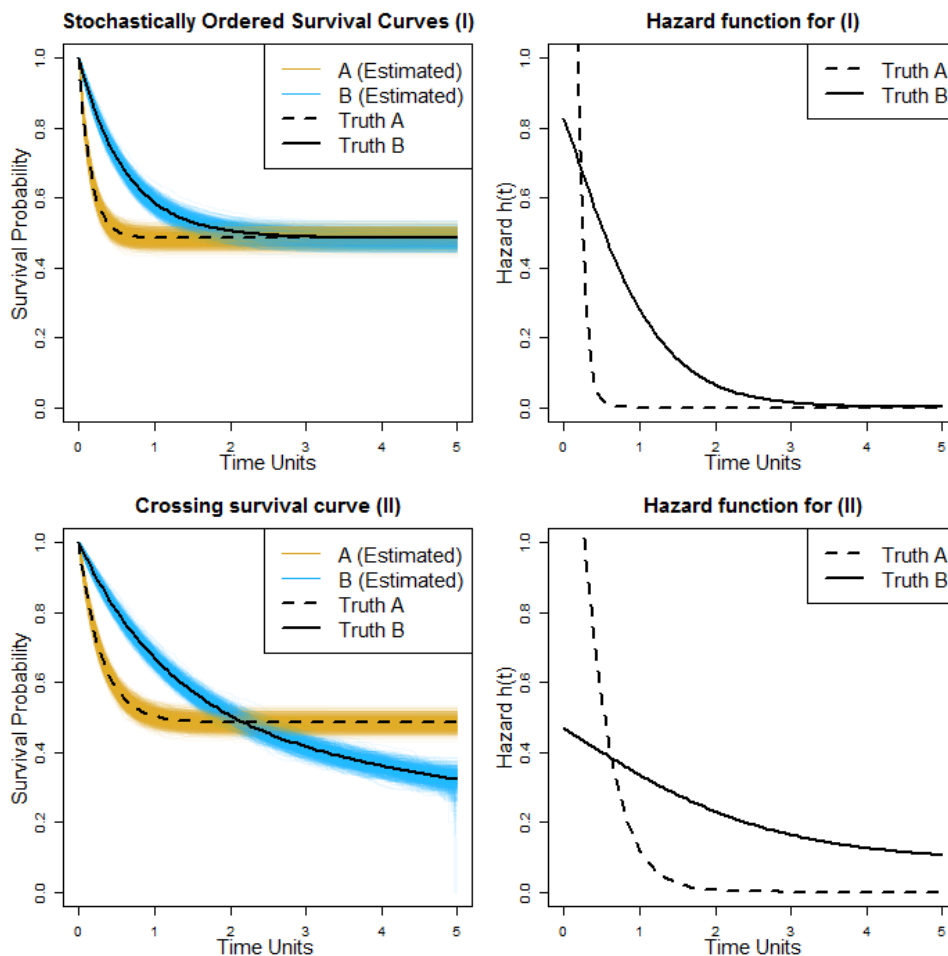 Stochastically Ordered Survival Curves (I)
Survival Probability
0.0 0.2 0.4 0.6 0.8 1.0
A (Estimated)
B (Estimated)
Truth A
Truth B
0 1 2 3 4 5
Time Units
Hazard function for (I)
Hazard h(t)
0.0 0.2 0.4 0.6 0.8 1.0
Truth A
Truth B
0 1 2 3 4 5
Time Units
Crossing survival curve (II)
Survival Probability
0.0 0.2 0.4 0.6 0.8 1.0
A (Estimated)
B (Estimated)
Truth A
Truth B
0 1 2 3 4 5
Time Units
Hazard function for (II)
Hazard h(t)
0.0 0.2 0.4 0.6 0.8 1.0
Truth A
Truth B
0 1 2 3 4 5
Time Units